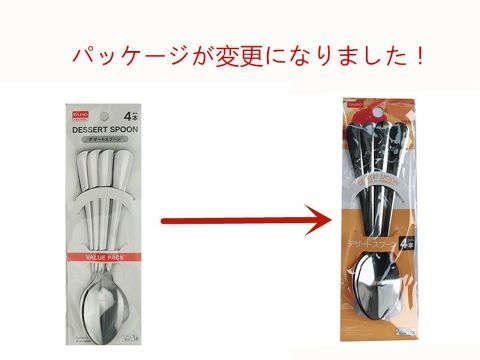 パッケージが変更になりました！
DAISO
4本
DESSERT SPOON
デザートスプーン
VALUE PACK
DAISO
DESSERT SPOON
デザートスプーン
4本